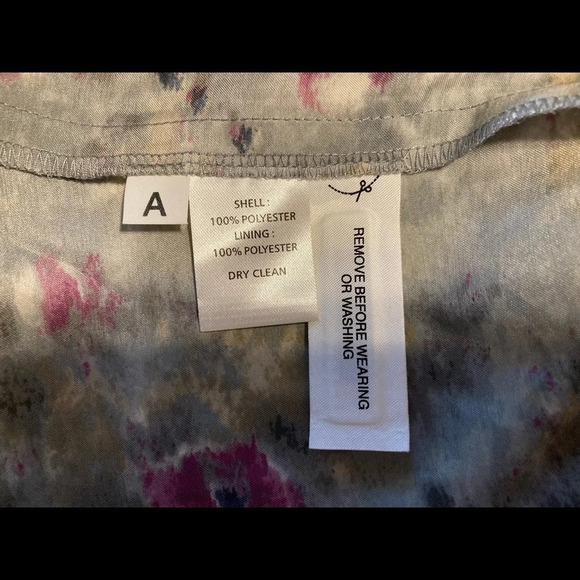 A
SHELL :
100% POLYESTER
LINING :
100% POLYESTER
DRY CLEAN
REMOVE BEFORE WEARING
OR WASHING